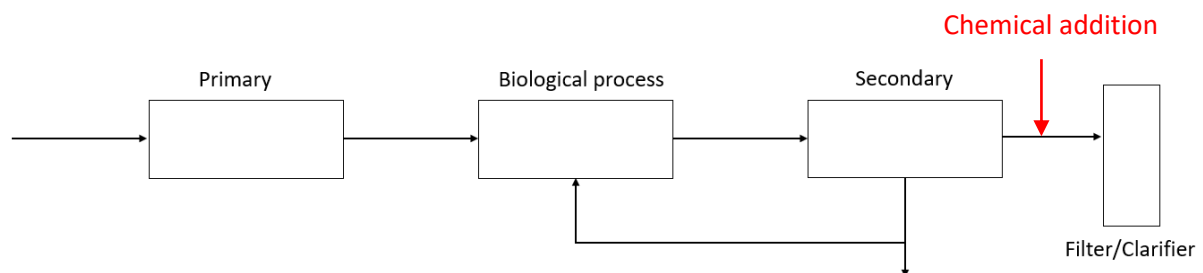 Chemical addition
Primary
Biological process
Secondary
Filter/Clarifier